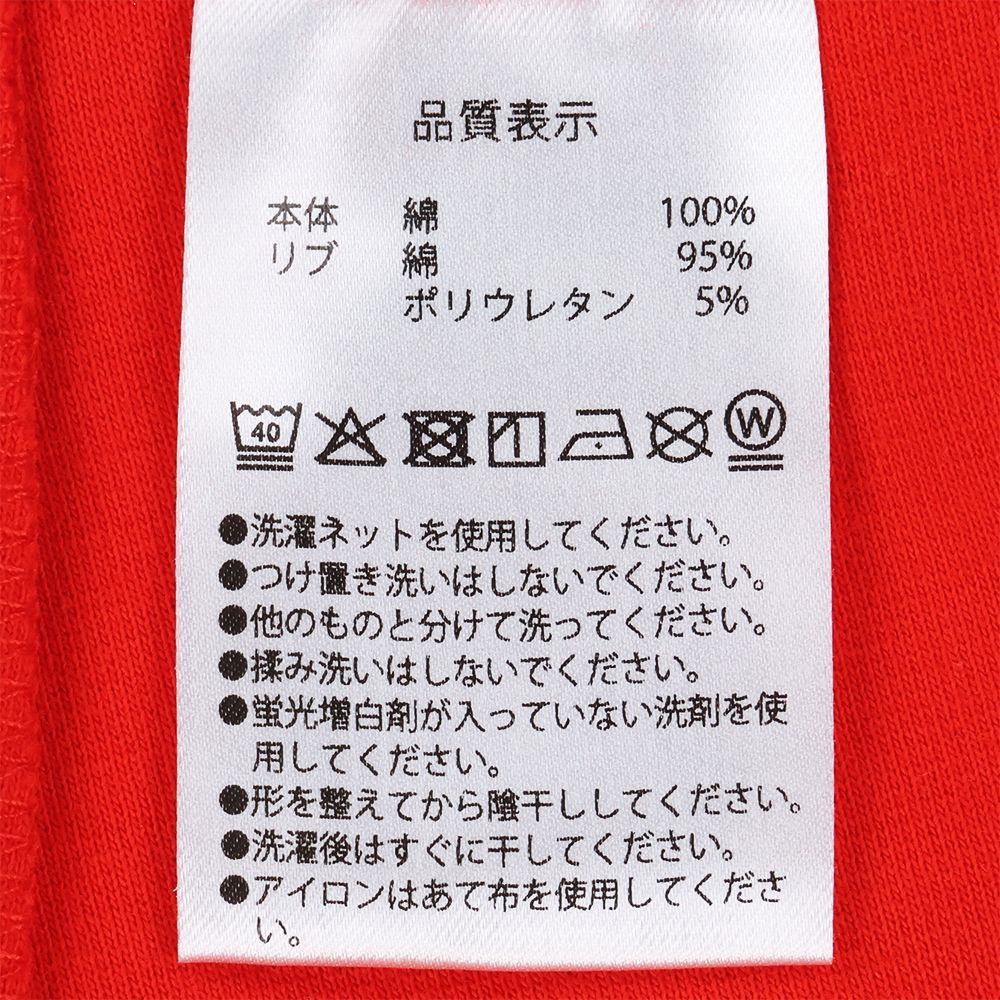 品質表示
本体 綿 100%
リブ 綿 95%
ポリウレタン 5%
40 W
●洗濯ネットを使用してください。
●つけ置き洗いはしないでください。
●他のものと分けて洗ってください。
●揉み洗いはしないでください。
●蛍光増白剤が入っていない洗剤を使
用してください。
●形を整えてから陰干ししてください。
●洗濯後はすぐに干してください。
●アイロンはあて布を使用してくださ
い。